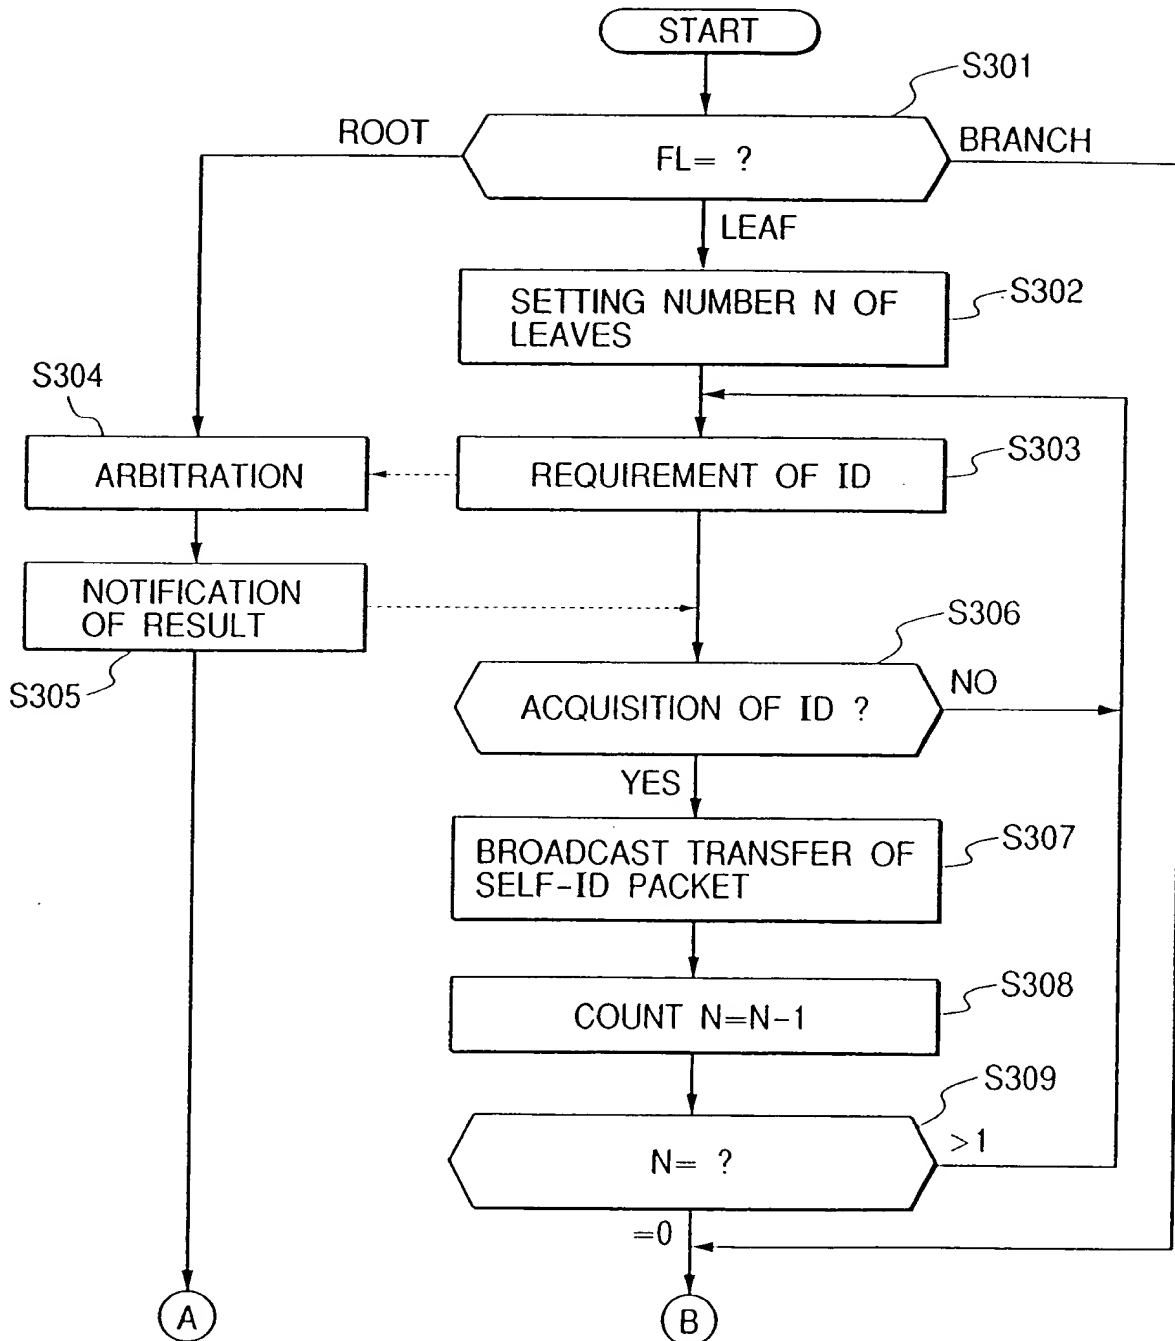 START
S301
ROOT
BRANCH
FL= ?
LEAF
SETTING NUMBER N OF
LEAVES
S302
S304
ARBITRATION
REQUIREMENT OF ID
S303
NOTIFICATION
OF RESULT
S305
S306
ACQUISITION OF ID ?
NO
YES
BROADCAST TRANSFER OF
SELF-ID PACKET
S307
COUNT N=N-1
S308
S309
N= ?
>1
=0
A
B